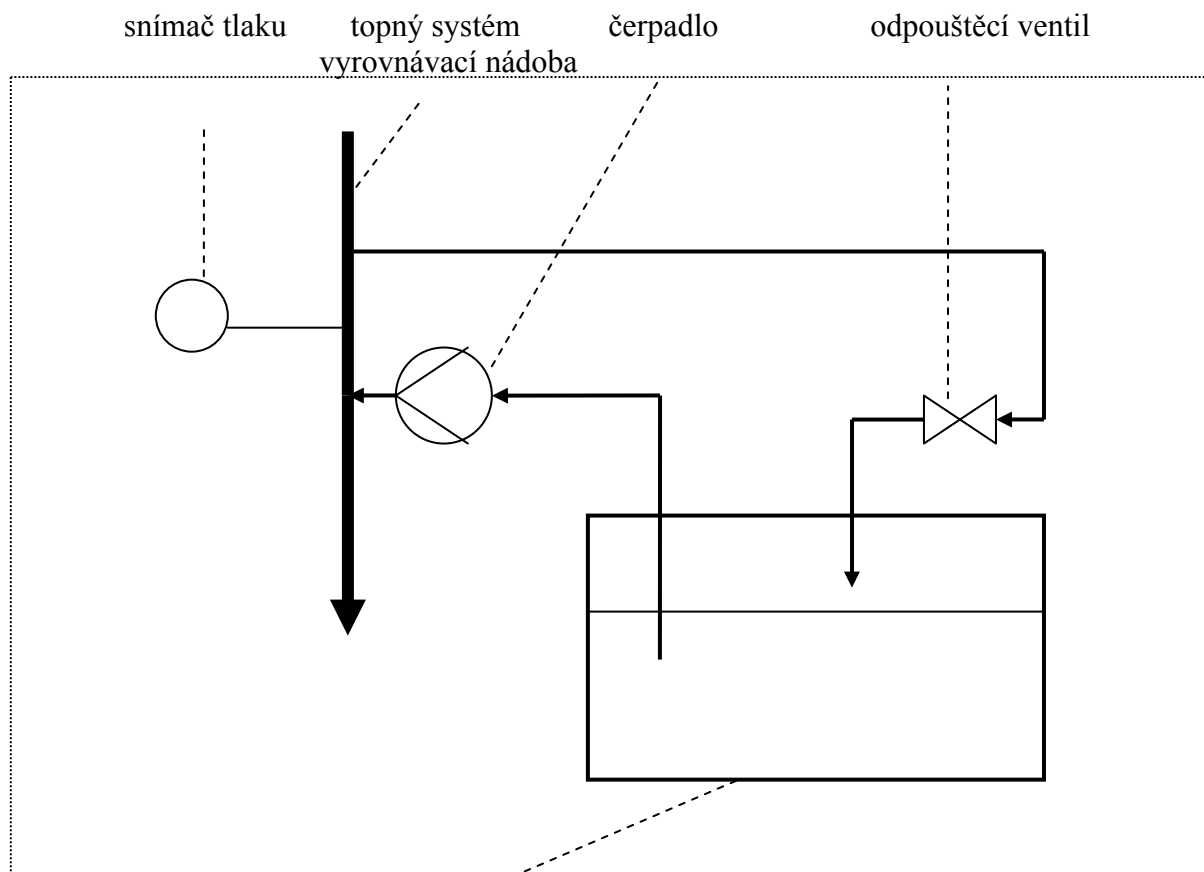 snímač tlaku topný systém čerpadlo odpouštěcí ventil
vyrovnávací nádoba